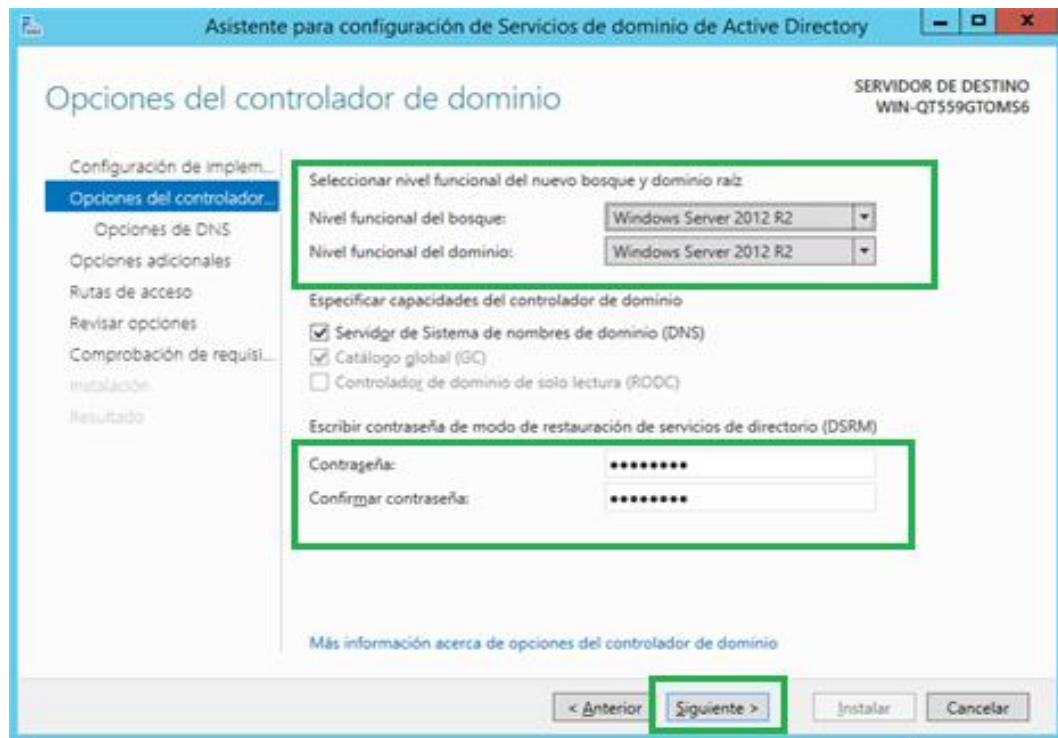 Asistente para configuración de Servicios de dominio de Active Directory
Opciones del controlador de dominio
SERVIDOR DE DESTINO
WIN-QT559GTOMS6
Configuración de implem...
Opciones del controlador...
Opciones de DNS
Opciones adicionales
Rutas de acceso
Revisar opciones
Comprobación de requisi...
Instalación
Resultado
Seleccionar nivel funcional del nuevo bosque y dominio raíz
Nivel funcional del bosque: Windows Server 2012 R2
Nivel funcional del dominio: Windows Server 2012 R2
Especificar capacidades del controlador de dominio
Servidor de Sistema de nombres de dominio (DNS)
Catálogo global (GC)
Controlador de dominio de solo lectura (RODC)
Escribir contraseña de modo de restauración de servicios de directorio (DSRM)
Contraseña: ••••••••
Confirmar contraseña: ••••••••
Más información acerca de opciones del controlador de dominio
< Anterior Siguiente > Instalar Cancelar